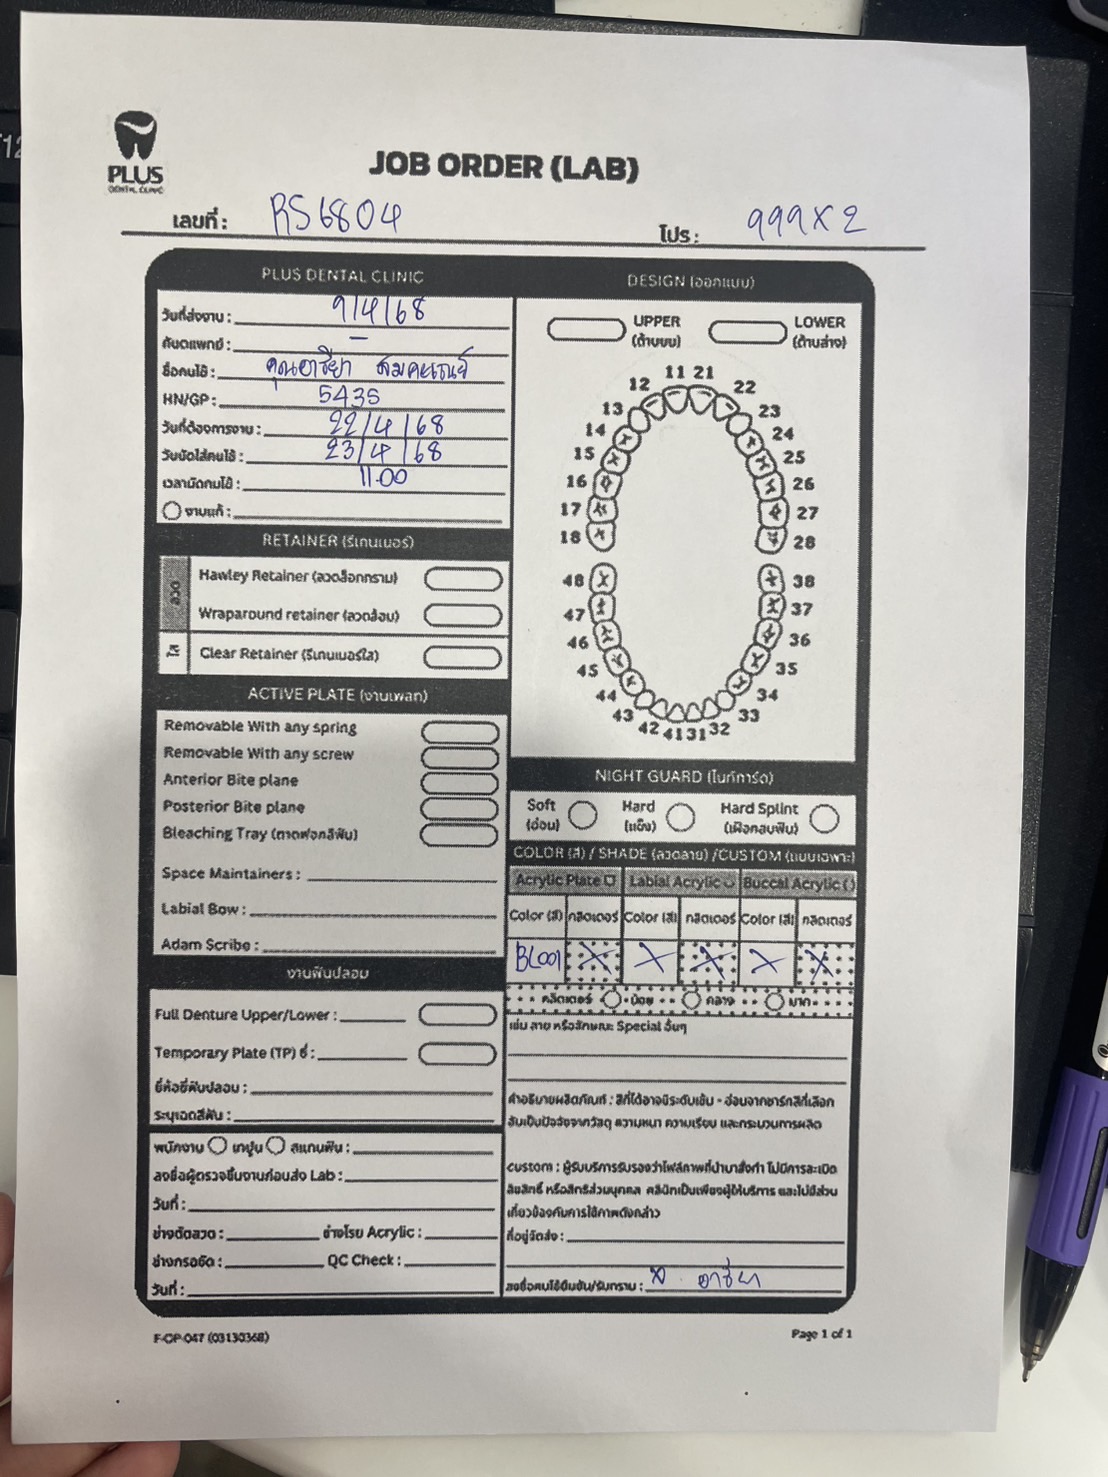 PLUS
DENTAL CLINIC
JOB ORDER (LAB)
เลขที่ : RS6804
โปร : 999 x 2
PLUS DENTAL CLINIC
วันที่ส่งงาน : 9/4/68
ทันตแพทย์ : -
ชื่อคนไข้ : คุณอาซียา
HN/GP : 5435
วันที่ต้องการงาน : 22/4/68
วันนัดใส่คนไข้ : 23/4/68
เวลานัดคนไข้ : 11.00
งานแก้ :
DESIGN (ออกแบบ)
UPPER LOWER
(ด้านบน) (ด้านล่าง)
11 21
12 22
13 23
14 24
15 25
16 26
17 27
18 28
48 38
47 37
46 36
45 35
44 34
43 33
42 41 31 32
RETAINER (รีเทนเนอร์)
ลวด
Hawley Retainer (ลวดล็อกกราม)
Wraparound retainer (ลวดล้อม)
ใส
Clear Retainer (รีเทนเนอร์ใส)
ACTIVE PLATE (งานเพลท)
Removable With any spring
Removable With any screw
Anterior Bite plane
Posterior Bite plane
Bleaching Tray (ถาดฟอกสีฟัน)
Space Maintainers :
Labial Bow :
Adam Scribe :
งานฟันปลอม
Full Denture Upper/Lower :
Temporary Plate (TP) ซี่ :
ยี่ห้อซี่ฟันปลอม :
ระบุเฉดสีฟัน :
พนักงาน เทปูน สแกนฟัน :
ลงชื่อผู้ตรวจชิ้นงานก่อนส่ง Lab :
วันที่ :
ช่างดัดลวด : ช่างโรย Acrylic :
ช่างกรอขัด : QC Check :
วันที่ :
NIGHT GUARD (ไนท์การ์ด)
Soft Hard Hard Splint
(อ่อน) (แข็ง) (เฝือกสบฟัน)
COLOR (สี) / SHADE (ลวดลาย) /CUSTOM (แบบเฉพาะ)
Acrylic Plate Labial Acrylic Buccal Acrylic
Color (สี) กลิตเตอร์ Color (สี) กลิตเตอร์ Color (สี) กลิตเตอร์
BL001 X X X X X
กลิตเตอร์ น้อย กลาง มาก
เช่น ลาย หรือลักษณะ Special อื่นๆ
คำอธิบายผลิตภัณฑ์ : สีที่ได้อาจมีระดับเข้ม - อ่อนจากชาร์ทสีที่เลือก
อันเป็นปัจจัยจากวัสดุ ความหนา ความเรียบ และกระบวนการผลิต
custom : ผู้รับบริการรับรองว่าไฟล์ภาพที่นำมาสั่งทำ ไม่มีการละเมิด
ลิขสิทธิ์ หรือสิทธิส่วนบุคคล คลินิกเป็นเพียงผู้ให้บริการ และไม่มีส่วน
เกี่ยวข้องกับการใช้ภาพดังกล่าว
ที่อยู่จัดส่ง :
ลงชื่อคนไข้ยืนยัน/รับทราบ : X อาซียา
F-OP-047 (03130368)
Page 1 of 1